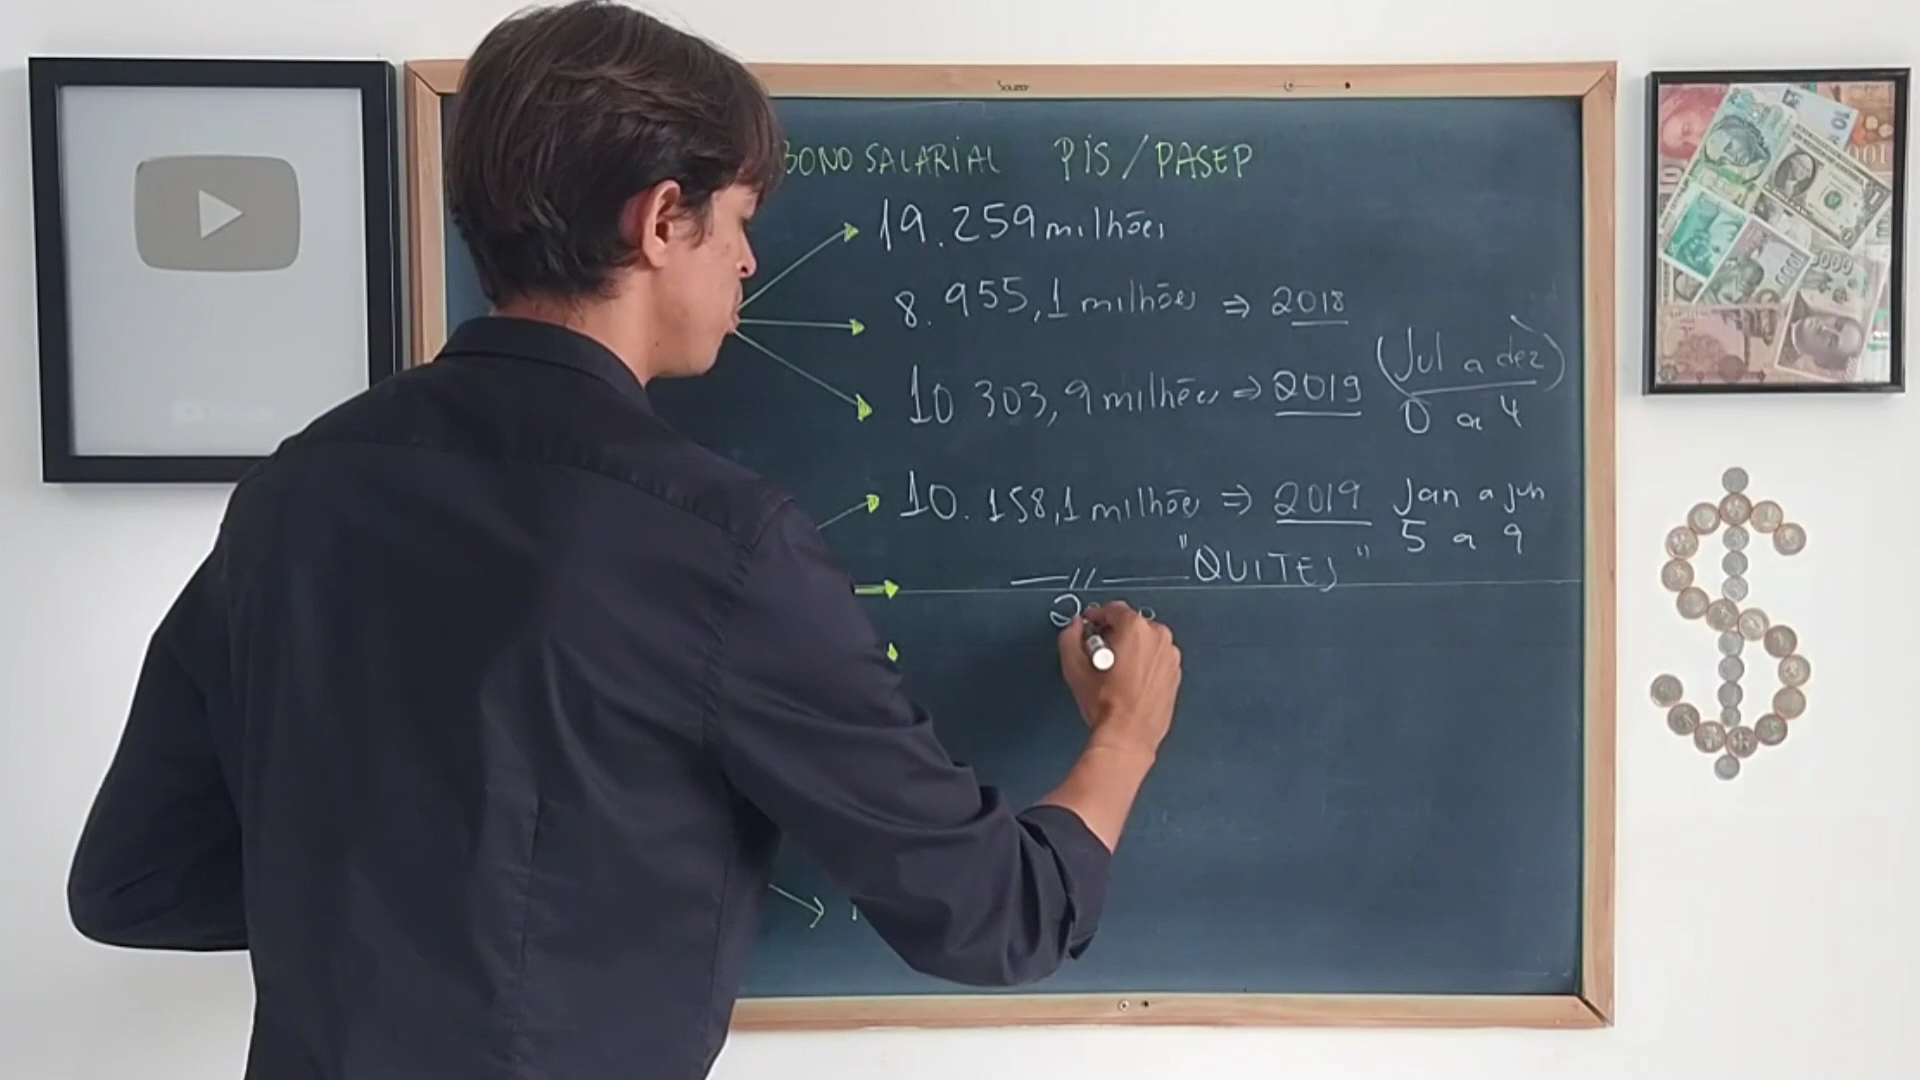 BONO SALARIAL PIS / PASEP
19.259 milhões
8.955,1 milhões ⇒ 2018
10 303,9 milhões ⇒ 2019 (Jul a dez)
0 a 4
10.158,1 milhões ⇒ 2019 Jan a jun
5 a 9
"QUITES"
Souza